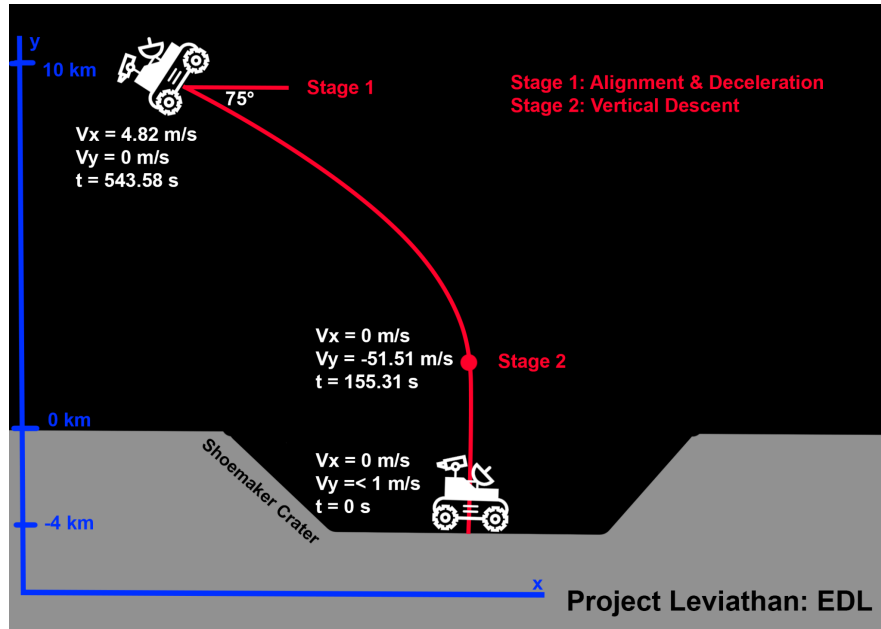 y
10 km
75°
Stage 1
Stage 1: Alignment & Deceleration
Stage 2: Vertical Descent
Vx = 4.82 m/s
Vy = 0 m/s
t = 543.58 s
Vx = 0 m/s
Vy = -51.51 m/s
t = 155.31 s
Stage 2
0 km
Shoemaker Crater
Vx = 0 m/s
Vy =< 1 m/s
t = 0 s
-4 km
x
Project Leviathan: EDL